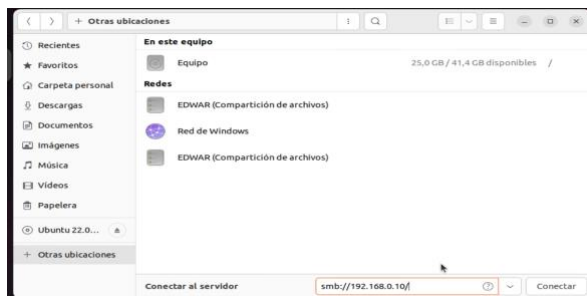 + Otras ubicaciones
Recientes
Favoritos
Carpeta personal
Descargas
Documentos
Imágenes
Música
Vídeos
Papelera
Ubuntu 22.0...
+ Otras ubicaciones
En este equipo
Equipo 25,0 GB / 41,4 GB disponibles /
Redes
EDWAR (Compartición de archivos)
Red de Windows
EDWAR (Compartición de archivos)
Conectar al servidor smb://192.168.0.10/ Conectar